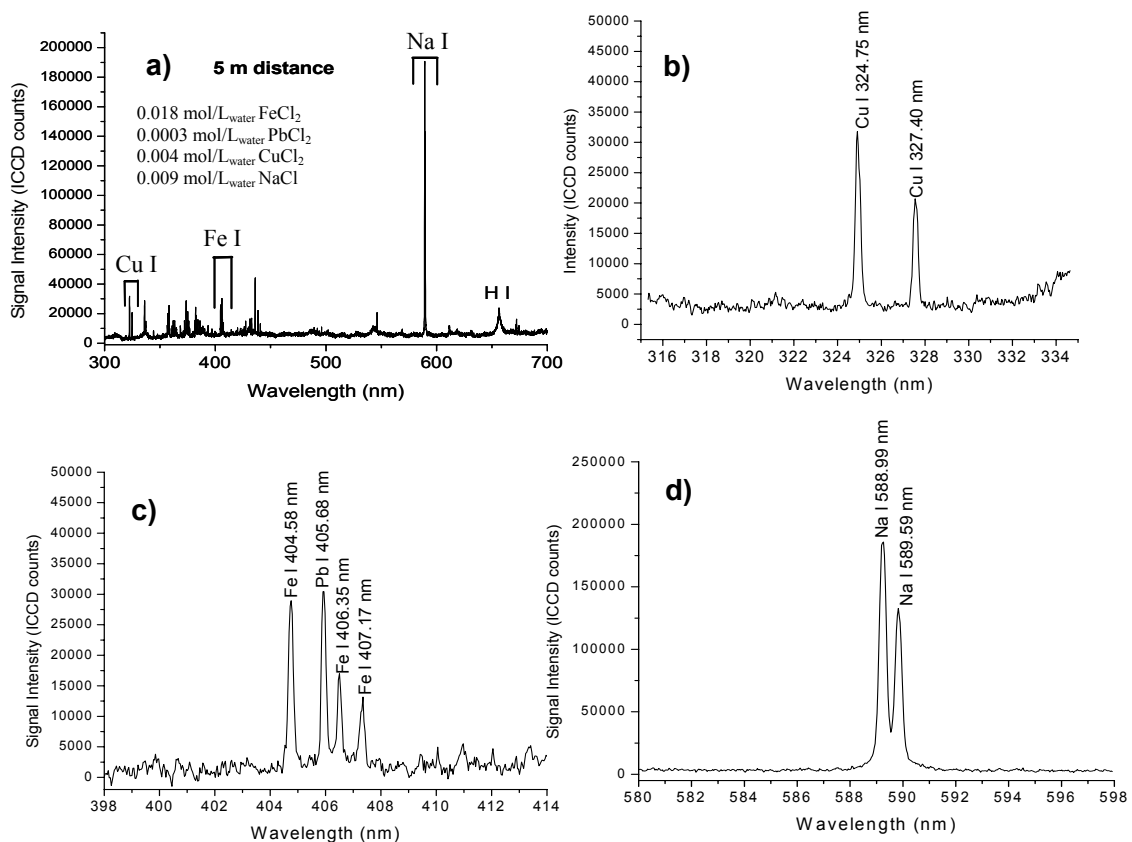 a)
5 m distance
Na I
0.018 mol/Lwater FeCl2
0.0003 mol/Lwater PbCl2
0.004 mol/Lwater CuCl2
0.009 mol/Lwater NaCl
Cu I
Fe I
H I
200000
180000
160000
140000
120000
100000
80000
60000
40000
20000
0
Signal Intensity (ICCD counts)
300 400 500 600 700
Wavelength (nm)
b)
Cu I 324.75 nm
Cu I 327.40 nm
50000
45000
40000
35000
30000
25000
20000
15000
10000
5000
0
Intensity (ICCD counts)
316 318 320 322 324 326 328 330 332 334
Wavelength (nm)
c)
Fe I 404.58 nm
Pb I 405.68 nm
Fe I 406.35 nm
Fe I 407.17 nm
50000
45000
40000
35000
30000
25000
20000
15000
10000
5000
0
Signal Intensity (ICCD counts)
398 400 402 404 406 408 410 412 414
Wavelength (nm)
d)
Na I 588.99 nm
Na I 589.59 nm
250000
200000
150000
100000
50000
0
Signal Intensity (ICCD counts)
580 582 584 586 588 590 592 594 596 598
Wavelength (nm)